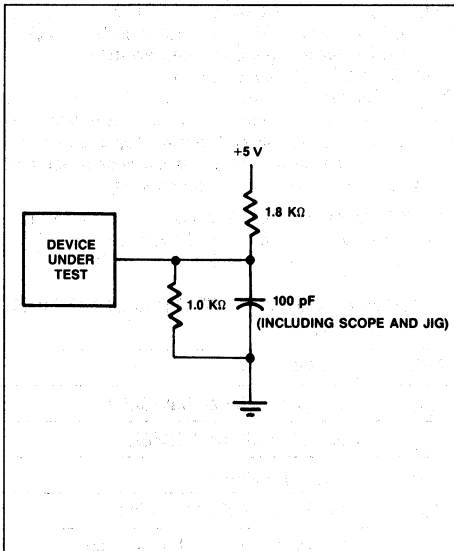 +5 V
1.8 KΩ
DEVICE
UNDER
TEST
1.0 KΩ
100 pF
(INCLUDING SCOPE AND JIG)